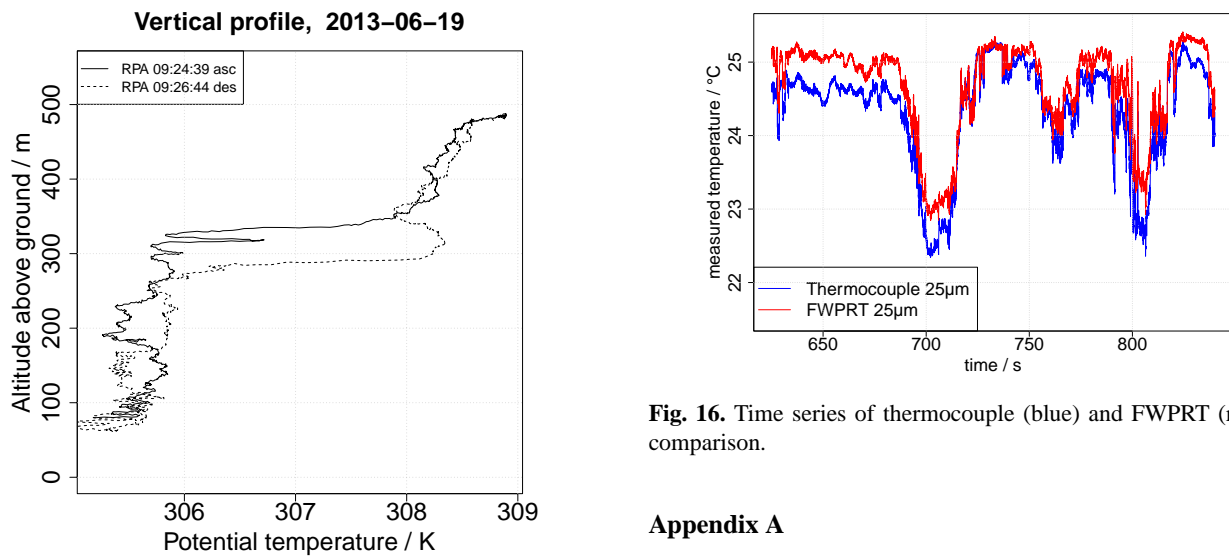 Vertical profile, 2013−06−19
RPA 09:24:39 asc
RPA 09:26:44 des
Altitude above ground / m
0
100
200
300
400
500
306
307
308
309
Potential temperature / K
measured temperature / °C
25
24
23
22
Thermocouple 25µm
FWPRT 25µm
650
700
750
800
time / s
Fig. 16. Time series of thermocouple (blue) and FWPRT
comparison.
Appendix A